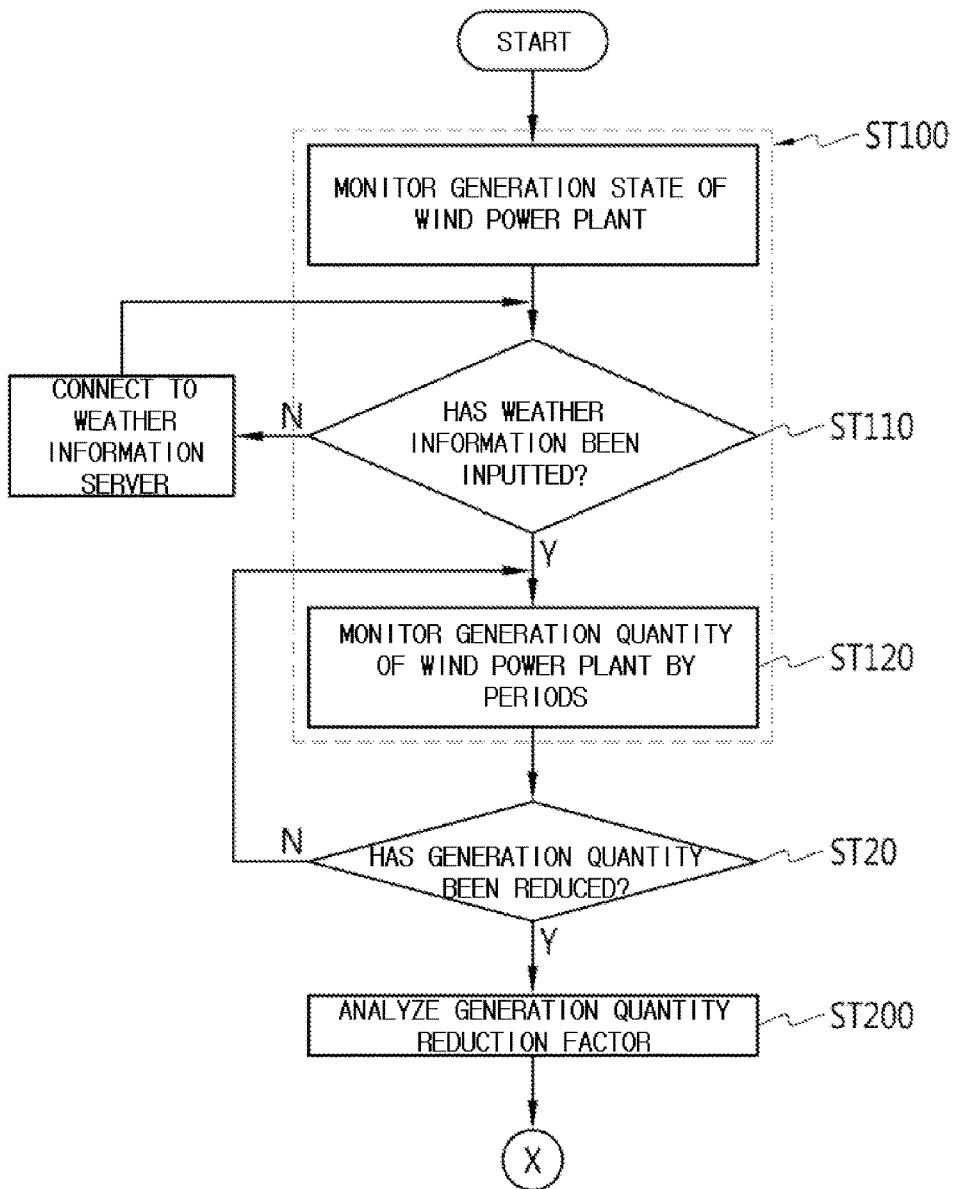 START
ST100
MONITOR GENERATION STATE OF
WIND POWER PLANT
CONNECT TO
WEATHER
INFORMATION
SERVER
N
HAS WEATHER
INFORMATION BEEN
INPUTTED?
ST110
Y
MONITOR GENERATION QUANTITY
OF WIND POWER PLANT BY
PERIODS
ST120
N
HAS GENERATION QUANTITY
BEEN REDUCED?
ST20
Y
ANALYZE GENERATION QUANTITY
REDUCTION FACTOR
ST200
X